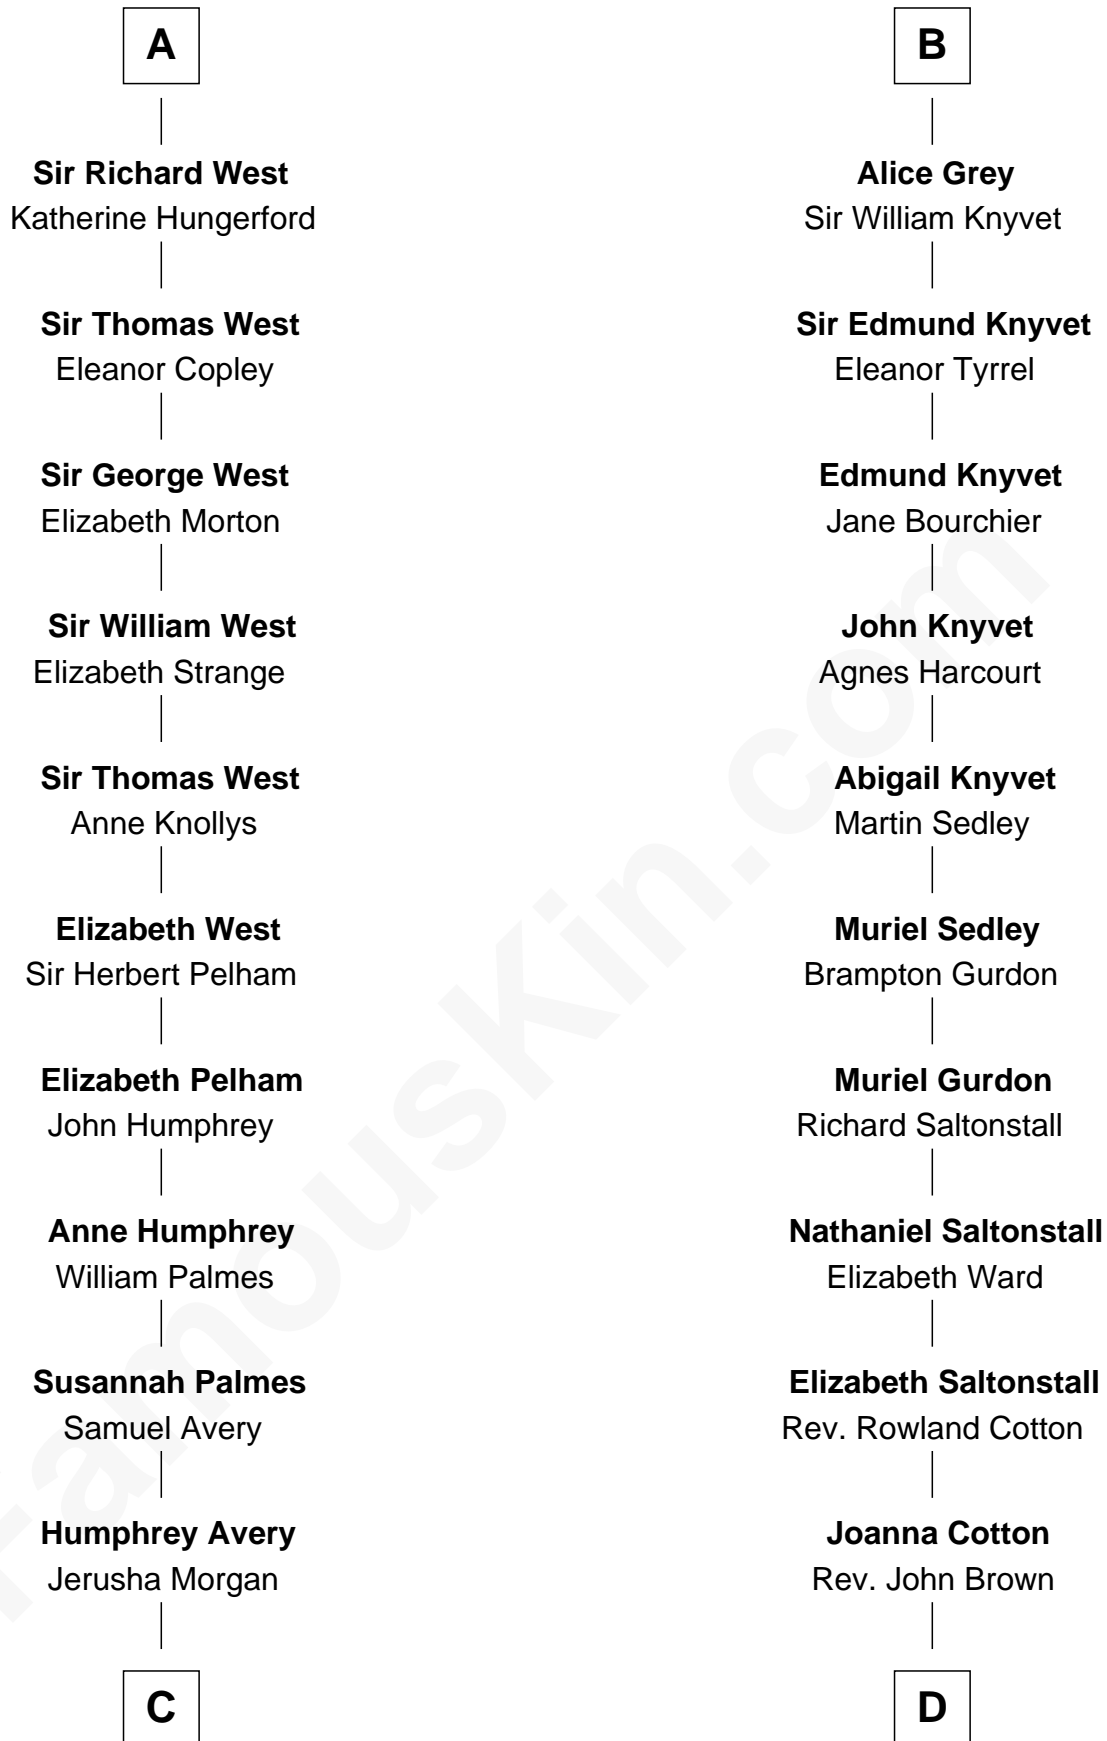 A
Sir Richard West
Katherine Hungerford
Sir Thomas West
Eleanor Copley
Sir George West
Elizabeth Morton
Sir William West
Elizabeth Strange
Sir Thomas West
Anne Knollys
Elizabeth West
Sir Herbert Pelham
Elizabeth Pelham
John Humphrey
Anne Humphrey
William Palmes
Susannah Palmes
Samuel Avery
Humphrey Avery
Jerusha Morgan
C
B
Alice Grey
Sir William Knyvet
Sir Edmund Knyvet
Eleanor Tyrrel
Edmund Knyvet
Jane Bourchier
John Knyvet
Agnes Harcourt
Abigail Knyvet
Martin Sedley
Muriel Sedley
Brampton Gurdon
Muriel Gurdon
Richard Saltonstall
Nathaniel Saltonstall
Elizabeth Ward
Elizabeth Saltonstall
Rev. Rowland Cotton
Joanna Cotton
Rev. John Brown
D
FamousKin.com